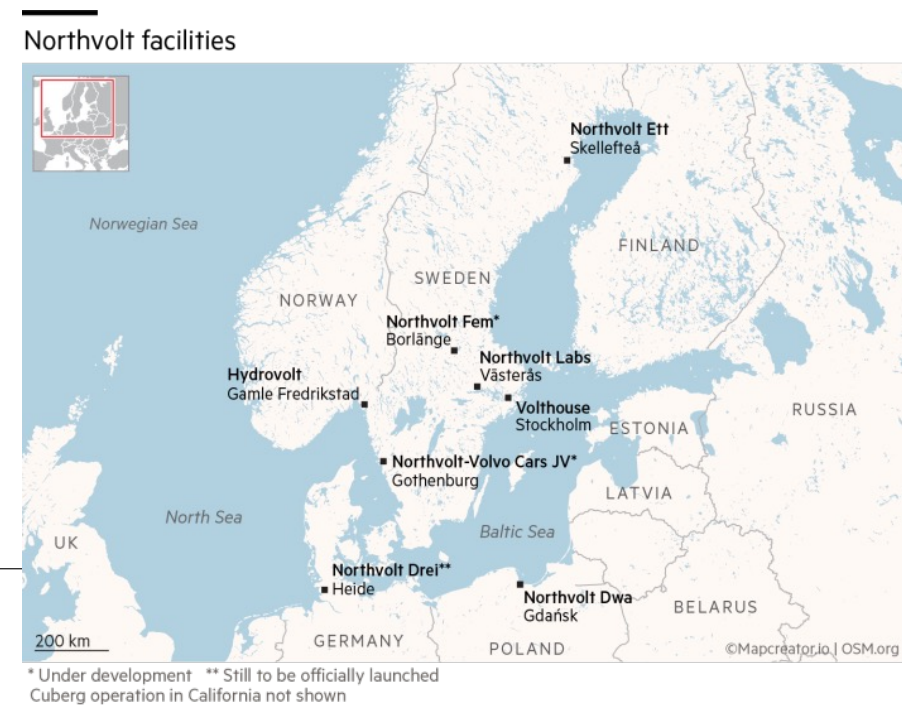 Northvolt facilities
Northvolt Ett
Skellefteå
Norwegian Sea
FINLAND
SWEDEN
NORWAY
Northvolt Fem*
Borlänge
Northvolt Labs
Västerås
Hydrovolt
Gamle Fredrikstad
Volthouse
Stockholm
RUSSIA
ESTONIA
Northvolt-Volvo Cars JV*
Gothenburg
LATVIA
North Sea
Baltic Sea
UK
Northvolt Drei**
Heide
Northvolt Dwa
Gdańsk
BELARUS
200 km
GERMANY
POLAND
©Mapcreator.io | OSM.org
* Under development ** Still to be officially launched
Cuberg operation in California not shown